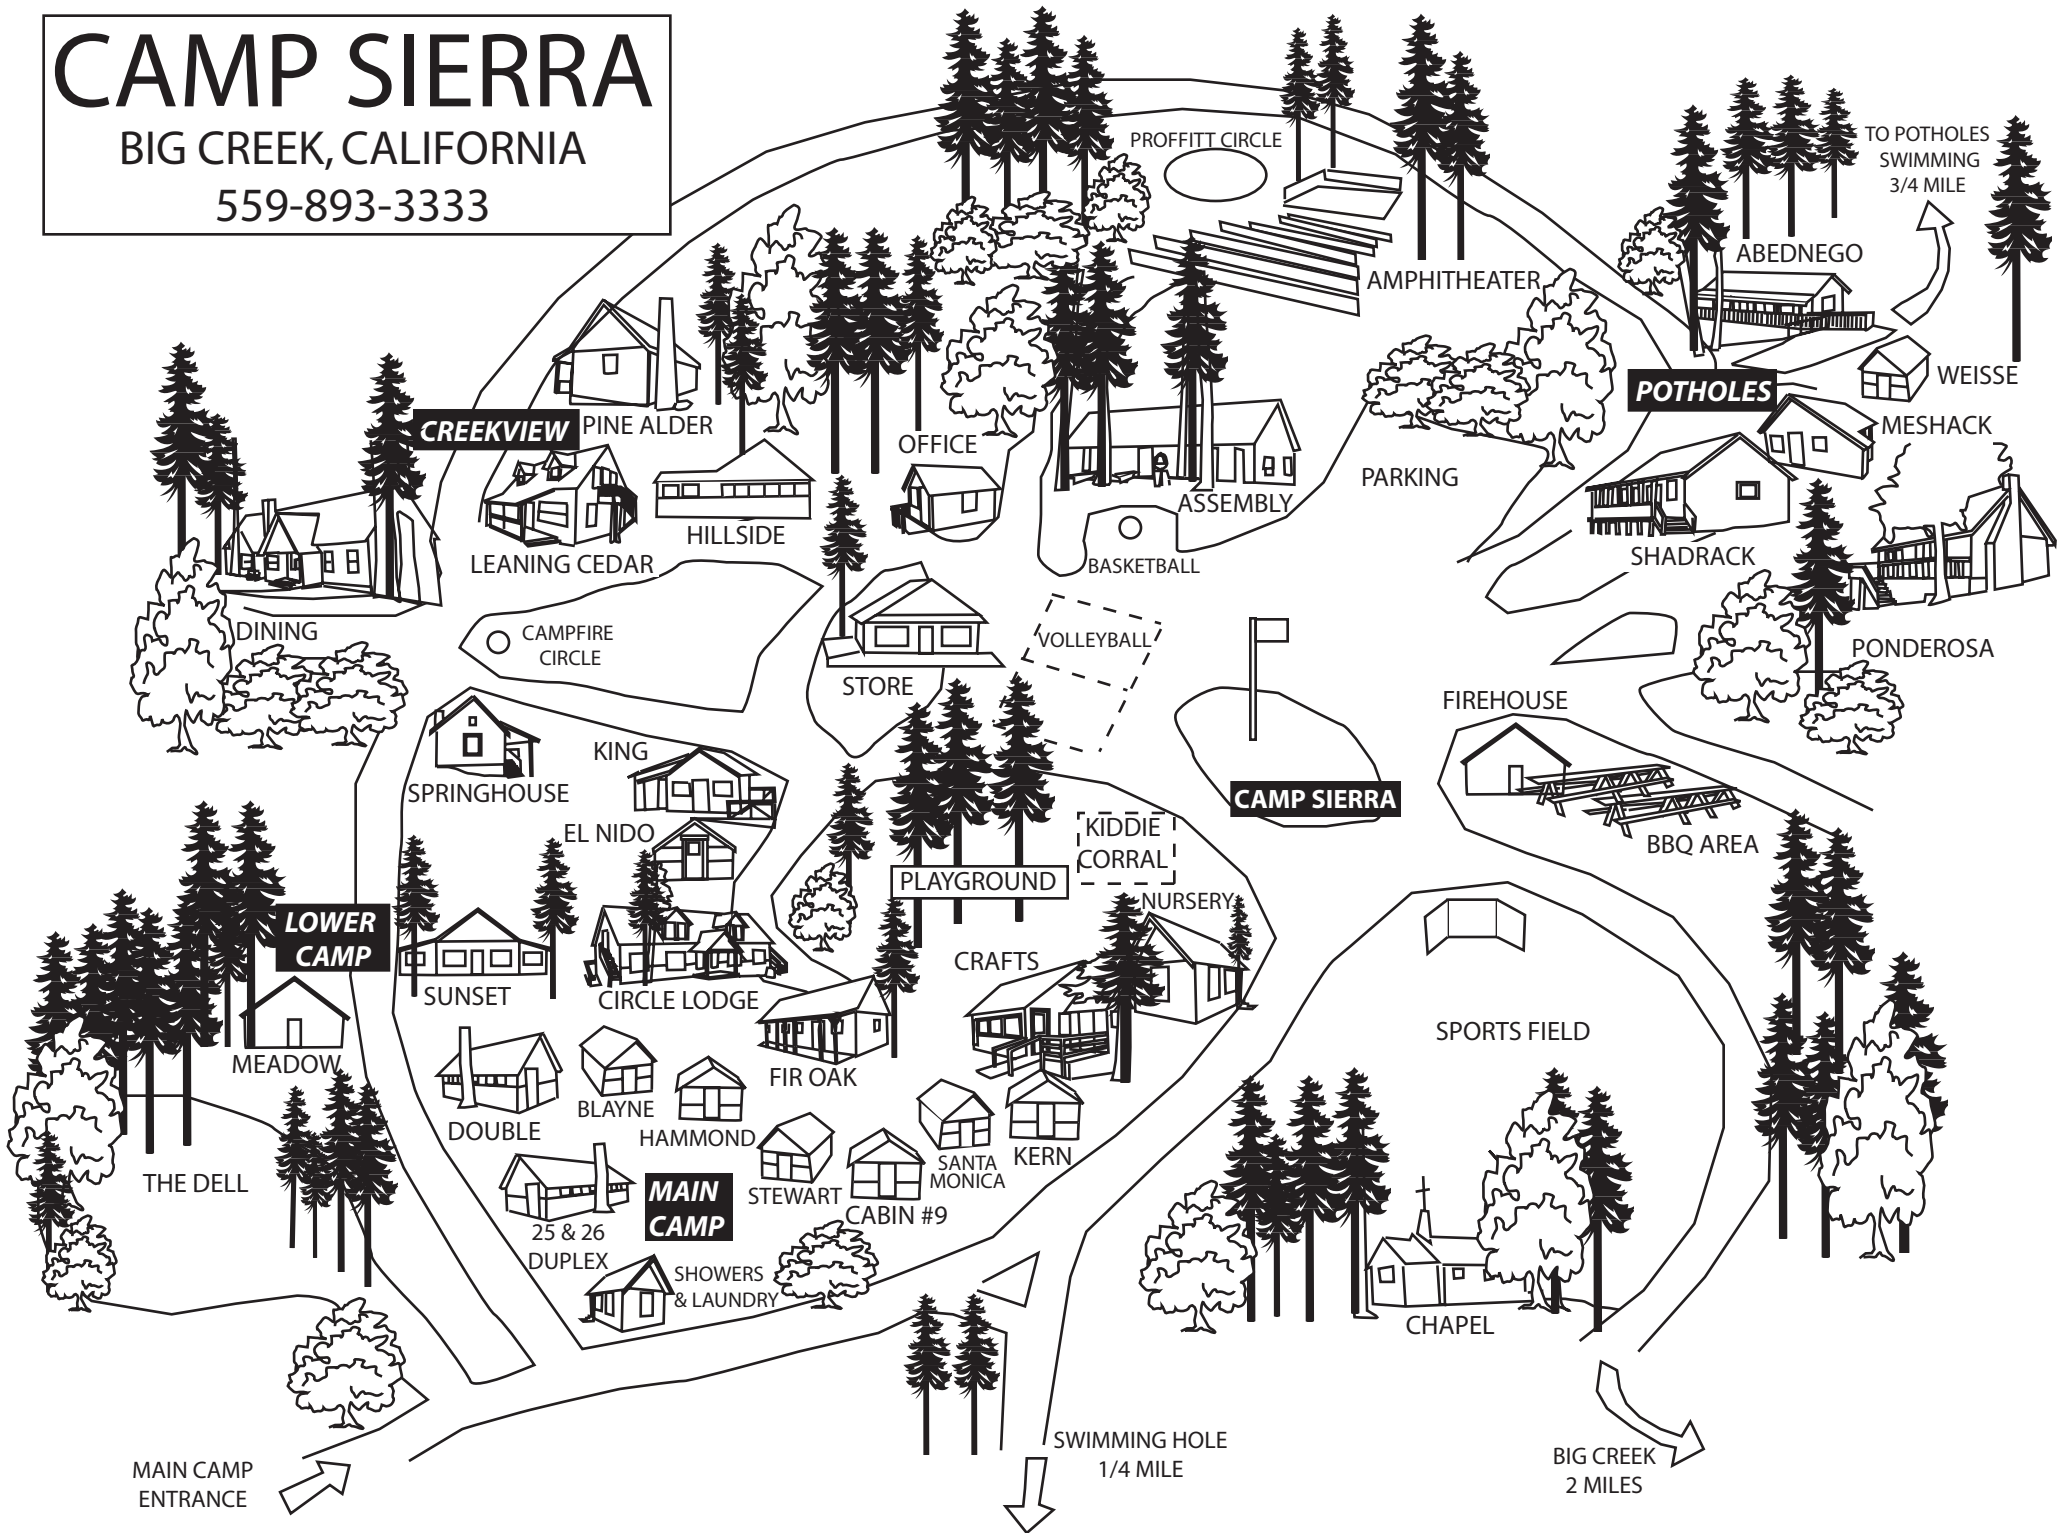 CAMP SIERRA
BIG CREEK, CALIFORNIA
559-893-3333
PROFFITT CIRCLE
TO POTHOLES
SWIMMING
3/4 MILE
ABEDNEGO
AMPHITHEATER
WEISSE
POTHOLES
CREEKVIEW
PINE ALDER
OFFICE
MESHACK
PARKING
ASSEMBLY
HILLSIDE
LEANING CEDAR
BASKETBALL
SHADRACK
DINING
CAMPFIRE
CIRCLE
VOLLEYBALL
PONDEROSA
STORE
FIREHOUSE
KING
SPRINGHOUSE
CAMP SIERRA
EL NIDO
KIDDIE
CORRAL
BBQ AREA
PLAYGROUND
NURSERY
LOWER
CAMP
CRAFTS
SUNSET
CIRCLE LODGE
SPORTS FIELD
MEADOW
FIR OAK
BLAYNE
DOUBLE
HAMMOND
KERN
SANTA
MONICA
THE DELL
STEWART
MAIN
CAMP
CABIN #9
25 & 26
DUPLEX
SHOWERS
& LAUNDRY
CHAPEL
SWIMMING HOLE
1/4 MILE
BIG CREEK
2 MILES
MAIN CAMP
ENTRANCE